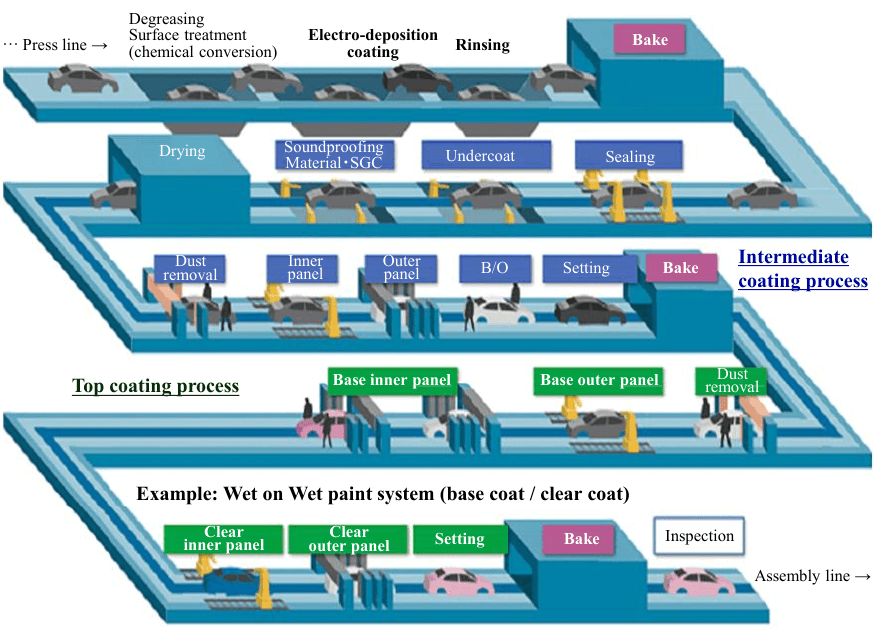 ··· Press line →
Degreasing
Surface treatment
(chemical conversion)
Electro-deposition
coating
Rinsing
Bake
Drying
Soundproofing
Material・SGC
Undercoat
Sealing
Dust
removal
Inner
panel
Outer
panel
B/O
Setting
Bake
Intermediate
coating process
Top coating process
Base inner panel
Base outer panel
Dust
removal
Example: Wet on Wet paint system (base coat / clear coat)
Clear
inner panel
Clear
outer panel
Setting
Bake
Inspection
Assembly line →